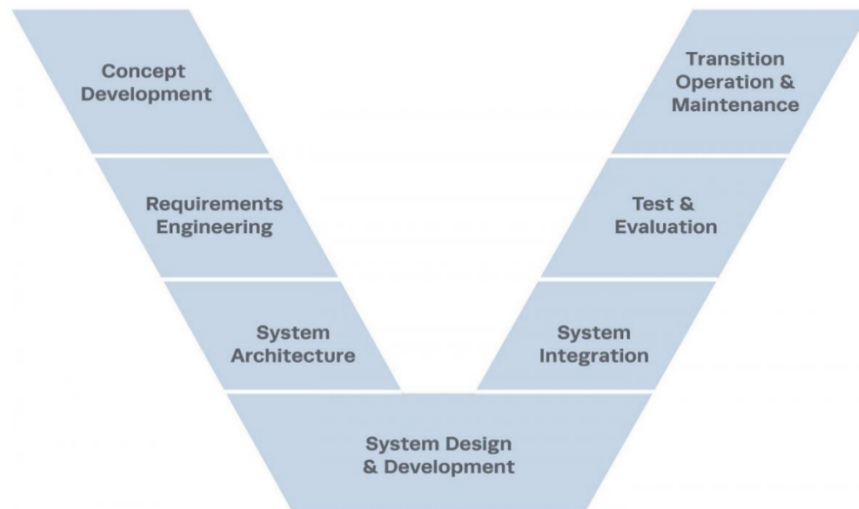 Concept
Development
Requirements
Engineering
System
Architecture
System Design
& Development
System
Integration
Test &
Evaluation
Transition
Operation &
Maintenance